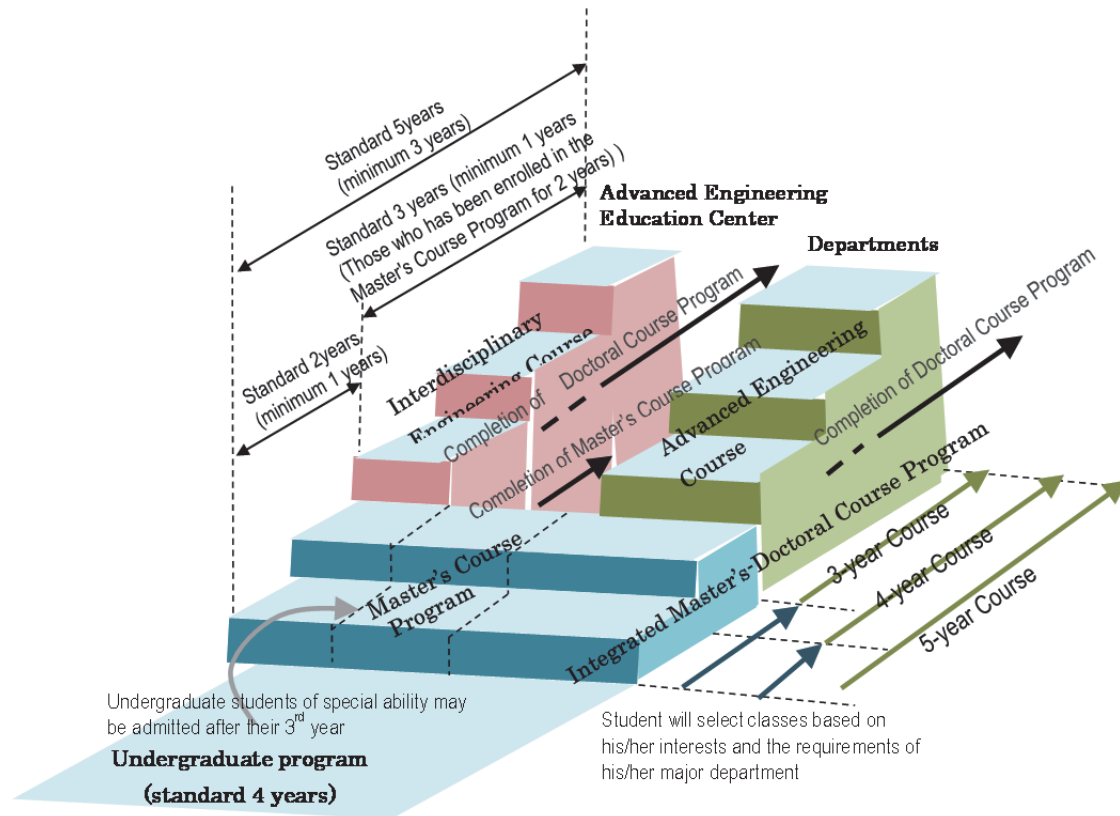 Standard 5years
(minimum 3 years)
Standard 3 years (minimum 1 years
(Those who has been enrolled in the
Master's Course Program for 2 years) )
Standard 2years
(minimum 1 years)
Advanced Engineering
Education Center
Departments
Interdisciplinary
Engineering Course
Completion of Doctoral Course Program
Completion of Master's Course Program
Advanced Engineering
Course
Completion of Doctoral Course Program
Master's Course
Program
Integrated Master's-Doctoral Course Program
3-year Course
4-year Course
5-year Course
Undergraduate students of special ability may
be admitted after their 3rd year
Undergraduate program
(standard 4 years)
Student will select classes based on
his/her interests and the requirements of
his/her major department